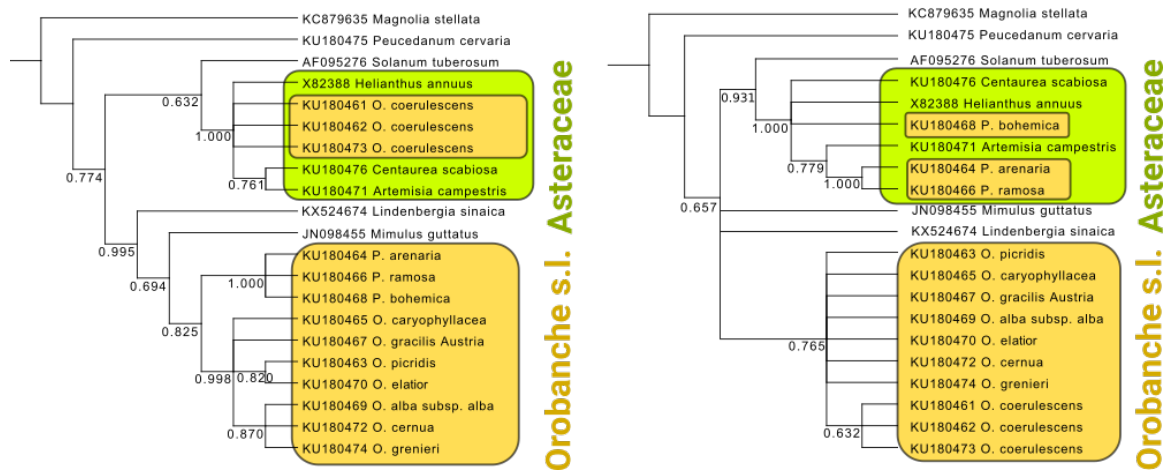 KC879635 Magnolia stellata
KU180475 Peucedanum cervaria
AF095276 Solanum tuberosum
0.632
X82388 Helianthus annuus
KU180461 O. coerulescens
KU180462 O. coerulescens
1.000
KU180473 O. coerulescens
KU180476 Centaurea scabiosa
0.774
0.761
KU180471 Artemisia campestris
KX524674 Lindenbergia sinaica
0.995
JN098455 Mimulus guttatus
0.694
KU180464 P. arenaria
KU180466 P. ramosa
1.000
KU180468 P. bohemica
0.825
KU180465 O. caryophyllacea
KU180467 O. gracilis Austria
KU180463 O. picridis
0.998
0.820
KU180470 O. elatior
KU180469 O. alba subsp. alba
KU180472 O. cernua
0.870
KU180474 O. grenieri
Asteraceae
Orobanche s.l.
KC879635 Magnolia stellata
KU180475 Peucedanum cervaria
AF095276 Solanum tuberosum
KU180476 Centaurea scabiosa
0.931
X82388 Helianthus annuus
KU180468 P. bohemica
1.000
KU180471 Artemisia campestris
0.779
KU180464 P. arenaria
1.000
KU180466 P. ramosa
0.657
JN098455 Mimulus guttatus
KX524674 Lindenbergia sinaica
KU180463 O. picridis
KU180465 O. caryophyllacea
KU180467 O. gracilis Austria
KU180469 O. alba subsp. alba
0.765
KU180470 O. elatior
KU180472 O. cernua
KU180474 O. grenieri
KU180461 O. coerulescens
KU180462 O. coerulescens
0.632
KU180473 O. coerulescens
Asteraceae
Orobanche s.l.